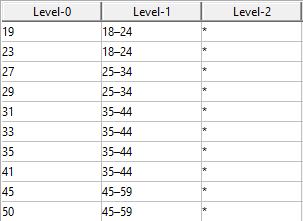 Level-0 Level-1 Level-2
19 18–24 *
23 18–24 *
27 25–34 *
29 25–34 *
31 35–44 *
33 35–44 *
35 35–44 *
41 35–44 *
45 45–59 *
50 45–59 *